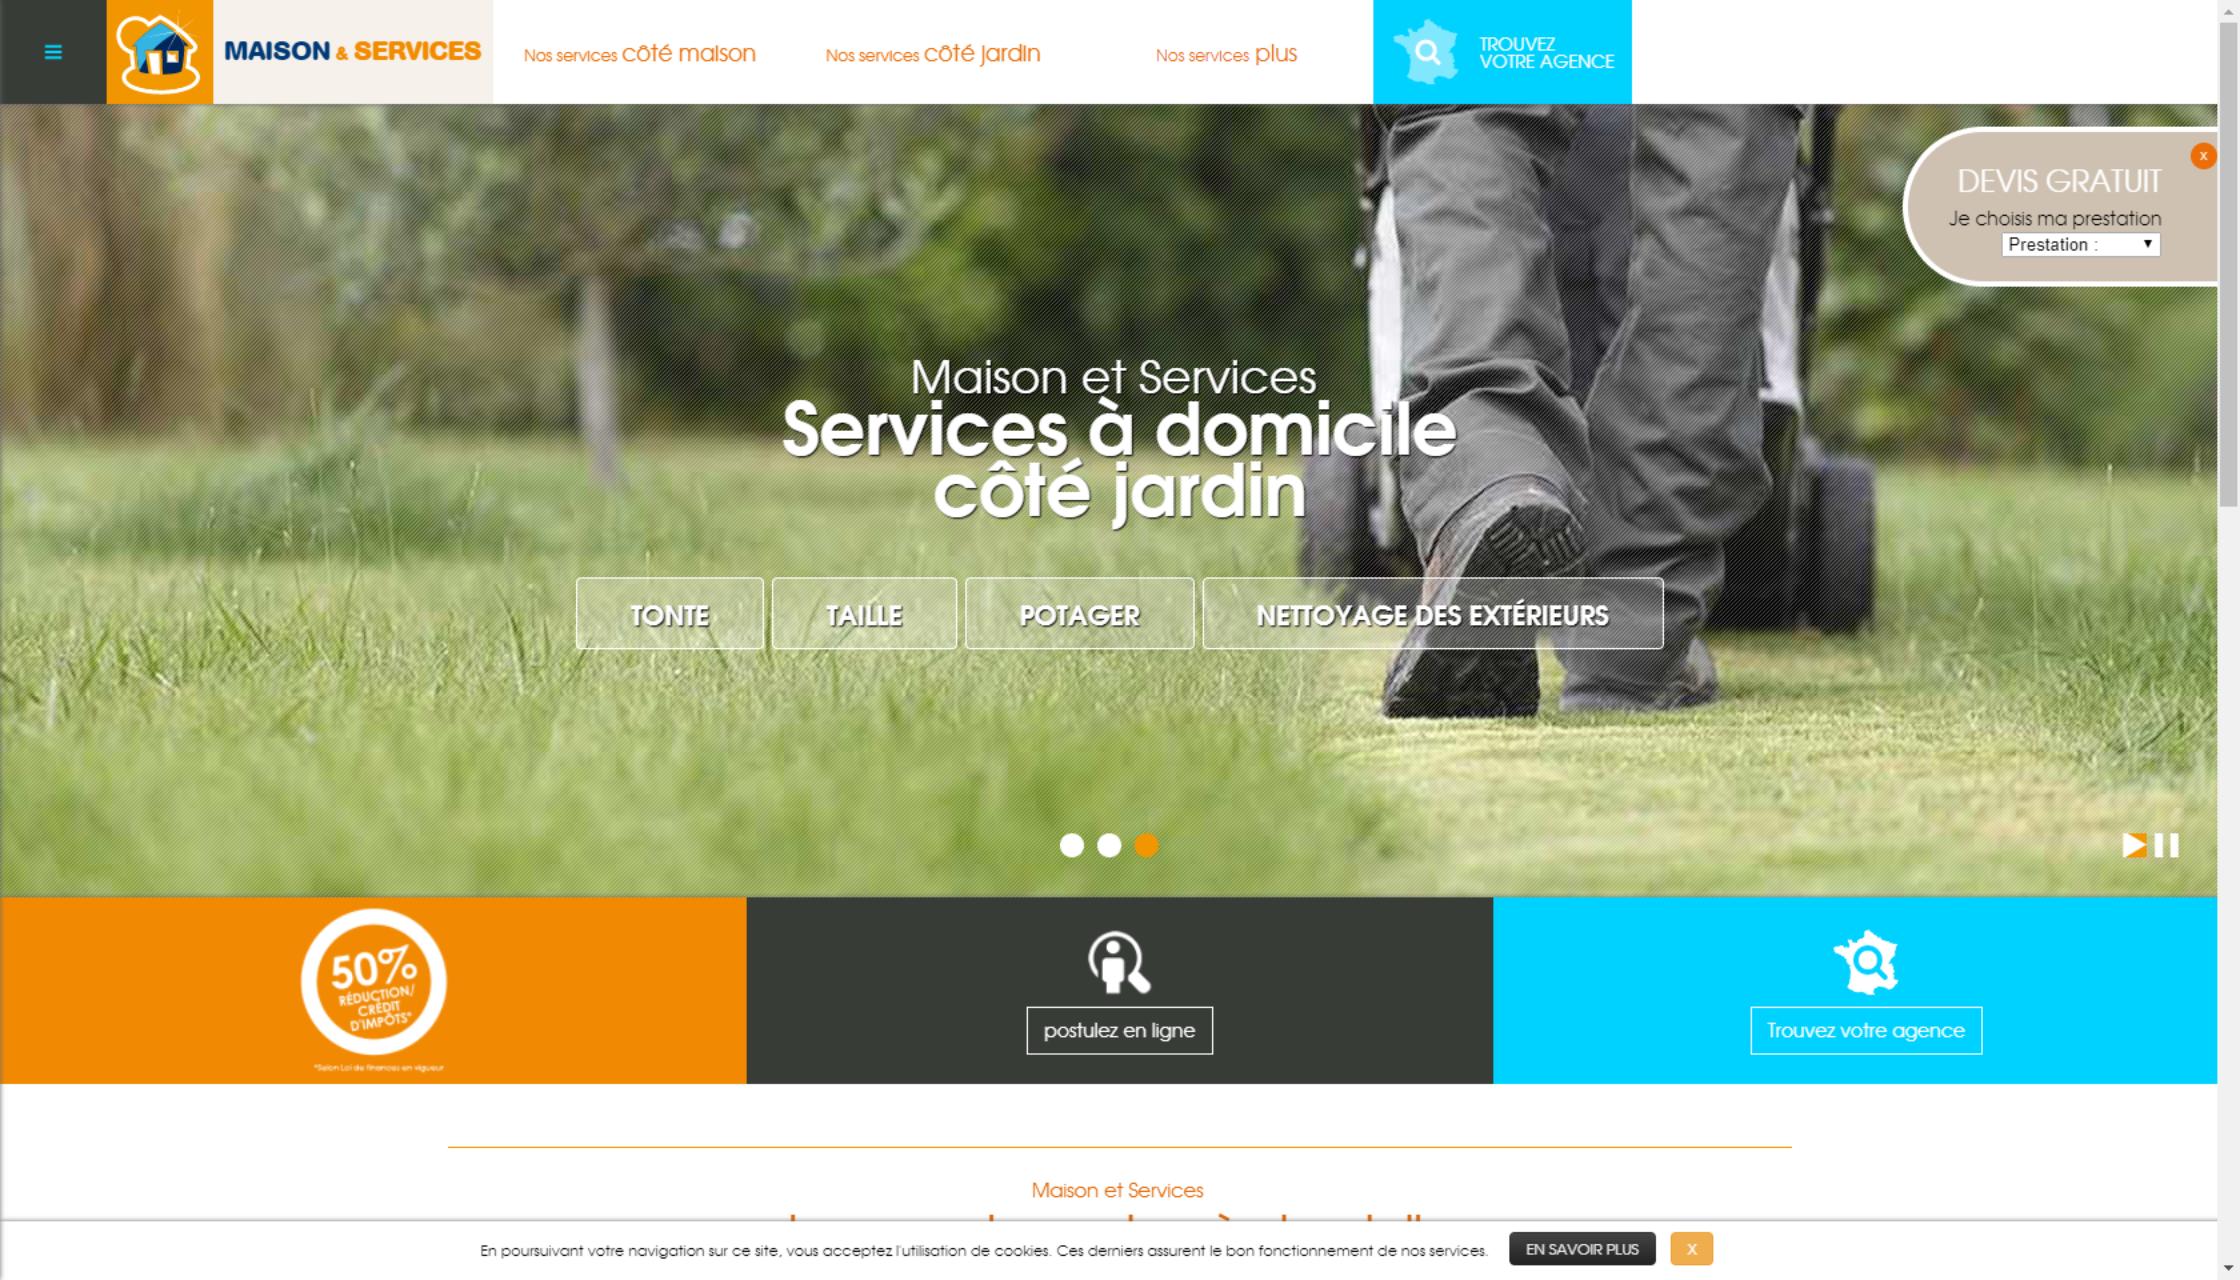 MAISON & SERVICES
Nos services côté maison
Nos services côté jardin
Nos services plus
TROUVEZ
VOTRE AGENCE
x
DEVIS GRATUIT
Je choisis ma prestation
Prestation :
Maison et Services
Services à domicile
côté jardin
TONTE
TAILLE
POTAGER
NETTOYAGE DES EXTÉRIEURS
50%
RÉDUCTION/
CRÉDIT
D'IMPÔTS*
*Selon Loi de finances en vigueur
postulez en ligne
Trouvez votre agence
Maison et Services
En poursuivant votre navigation sur ce site, vous acceptez l'utilisation de cookies. Ces derniers assurent le bon fonctionnement de nos services.
EN SAVOIR PLUS
X